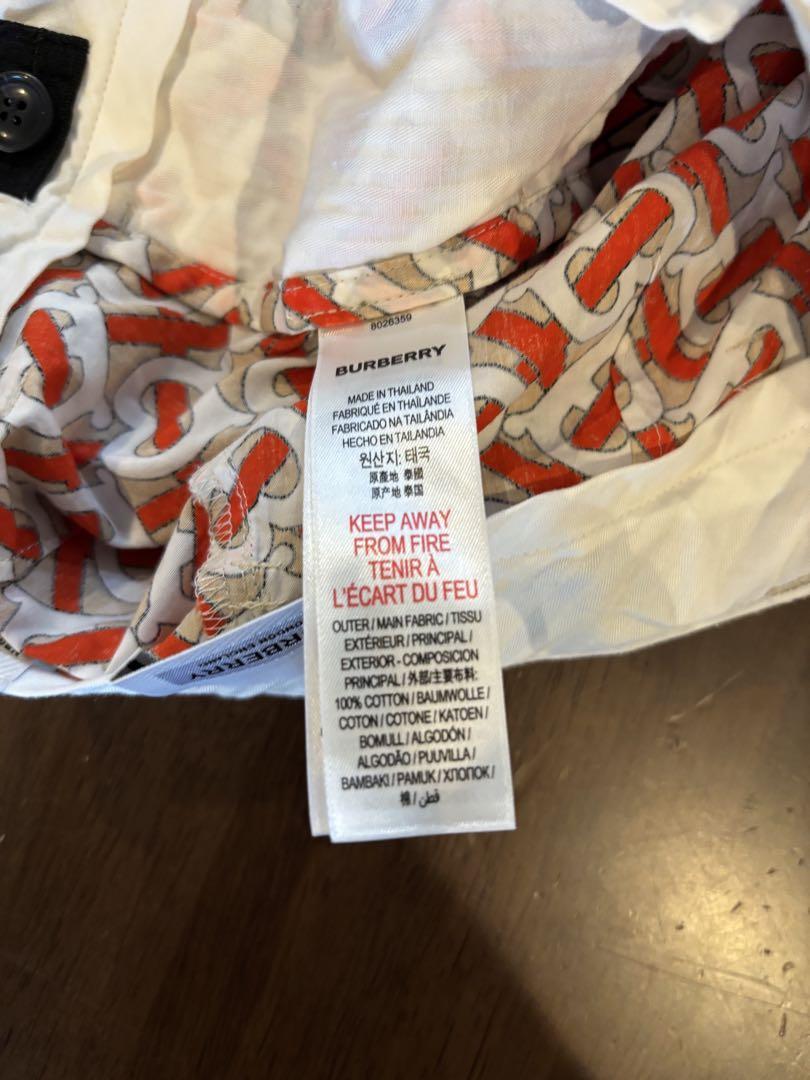 8026359
BURBERRY
MADE IN THAILAND
FABRIQUÉ EN THAÏLANDE
FABRICADO NA TAILÂNDIA
HECHO EN TAILANDIA
원산지: 태국
原產地 泰國
原产地 泰国
KEEP AWAY
FROM FIRE
TENIR À
L'ÉCART DU FEU
OUTER / MAIN FABRIC / TISSU
EXTÉRIEUR / PRINCIPAL /
EXTERIOR - COMPOSICION
PRINCIPAL / 外部/主要布料:
100% COTTON / BAUMWOLLE /
COTON / COTONE / KATOEN /
BOMULL / ALGODÓN /
ALGODÃO / PUUVILLA /
BAMBAKI / PAMUK / ХЛОПОК /
棉 / قطن
BURBERRY